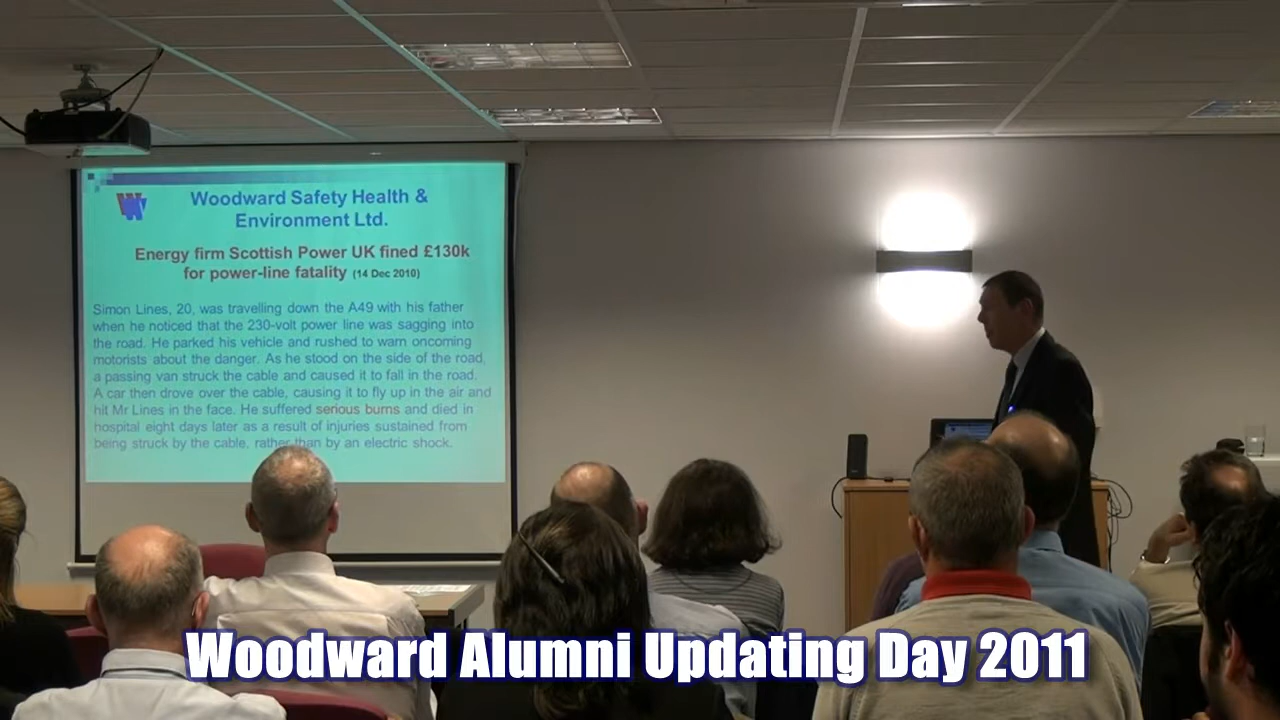 Woodward Safety Health &
Environment Ltd.
Energy firm Scottish Power UK fined £130k
for power-line fatality (14 Dec 2010)
Simon Lines, 20, was travelling down the A49 with his father
when he noticed that the 230-volt power line was sagging into
the road. He parked his vehicle and rushed to warn oncoming
motorists about the danger. As he stood on the side of the road,
a passing van struck the cable and caused it to fall in the road.
A car then drove over the cable, causing it to fly up in the air and
hit Mr Lines in the face. He suffered serious burns and died in
hospital eight days later as a result of injuries sustained from
being struck by the cable, rather than by an electric shock.
Woodward Alumni Updating Day 2011